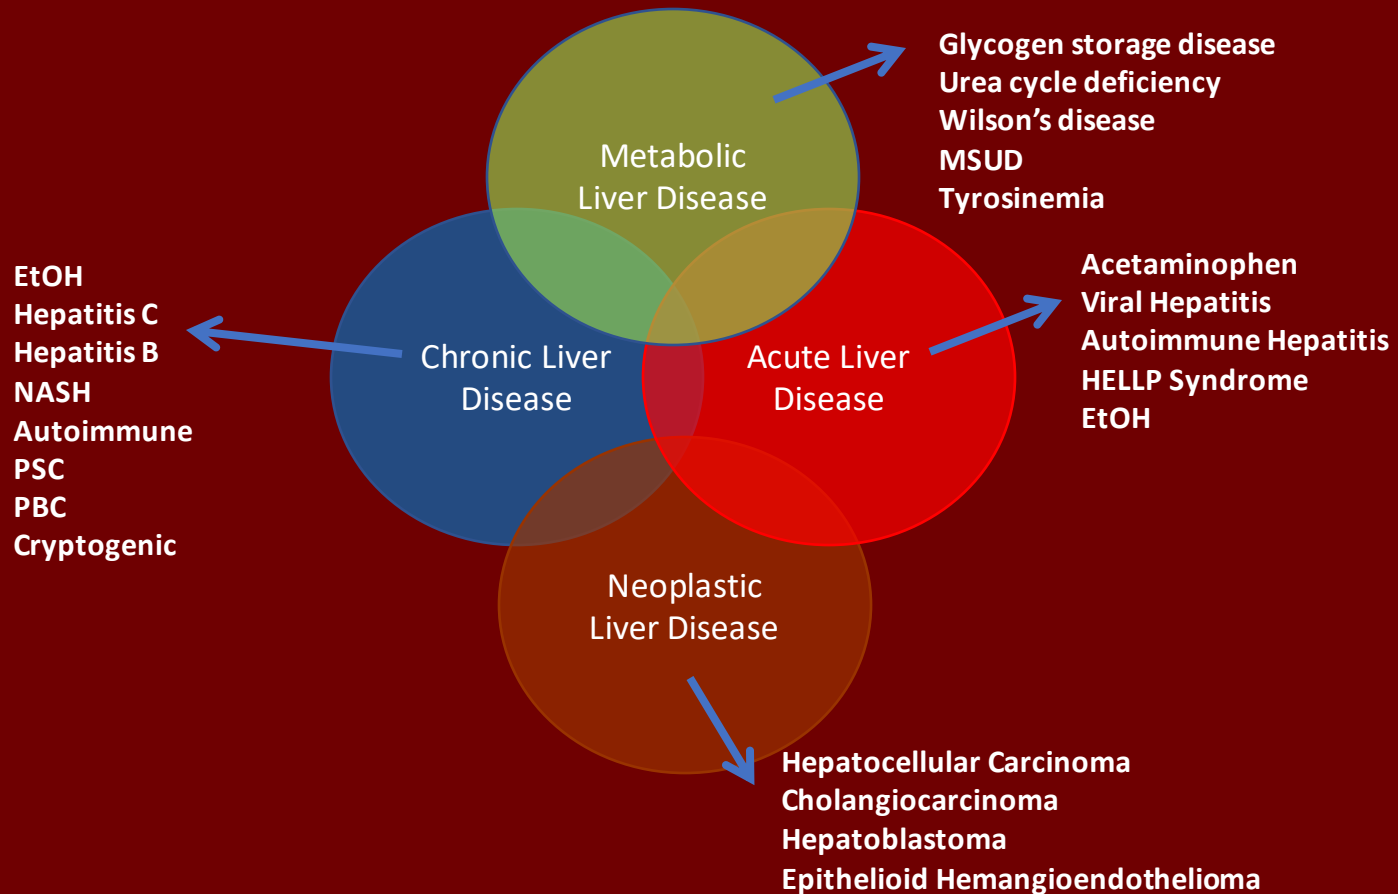 Glycogen storage disease
Urea cycle deficiency
Wilson’s disease
MSUD
Tyrosinemia
Metabolic
Liver Disease
EtOH
Hepatitis C
Hepatitis B
NASH
Autoimmune
PSC
PBC
Cryptogenic
Chronic Liver
Disease
Acute Liver
Disease
Acetaminophen
Viral Hepatitis
Autoimmune Hepatitis
HELLP Syndrome
EtOH
Neoplastic
Liver Disease
Hepatocellular Carcinoma
Cholangiocarcinoma
Hepatoblastoma
Epithelioid Hemangioendothelioma